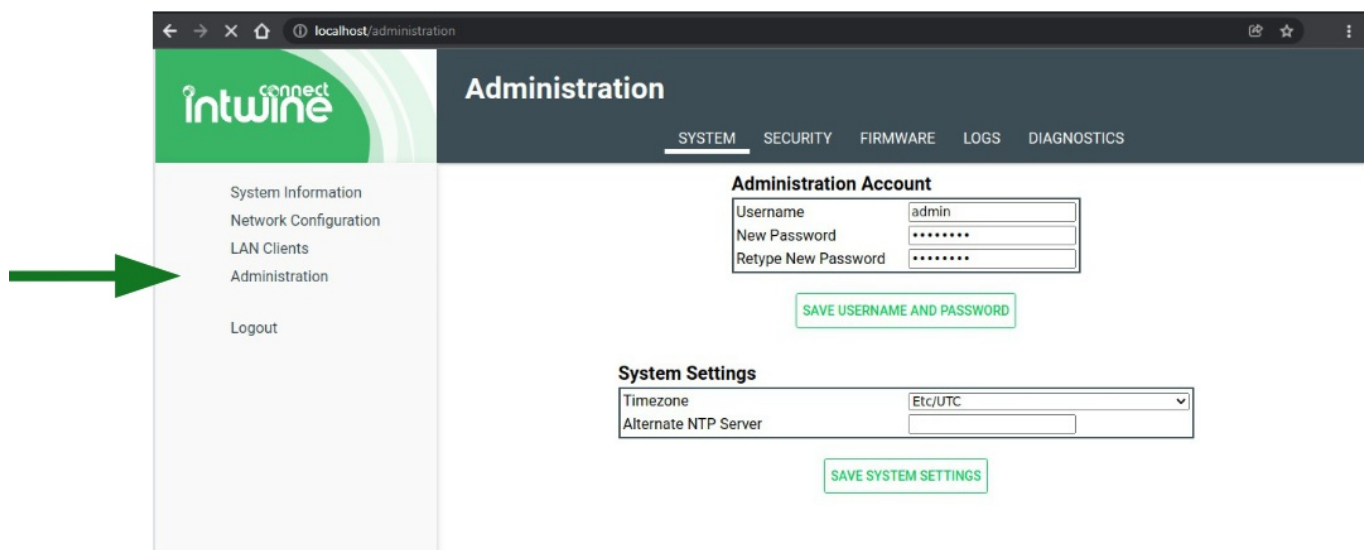 localhost/administration
connect
intwine
Administration
SYSTEM SECURITY FIRMWARE LOGS DIAGNOSTICS
System Information
Network Configuration
LAN Clients
Administration
Logout
Administration Account
Username admin
New Password ••••••••
Retype New Password ••••••••
SAVE USERNAME AND PASSWORD
System Settings
Timezone Etc/UTC
Alternate NTP Server
SAVE SYSTEM SETTINGS